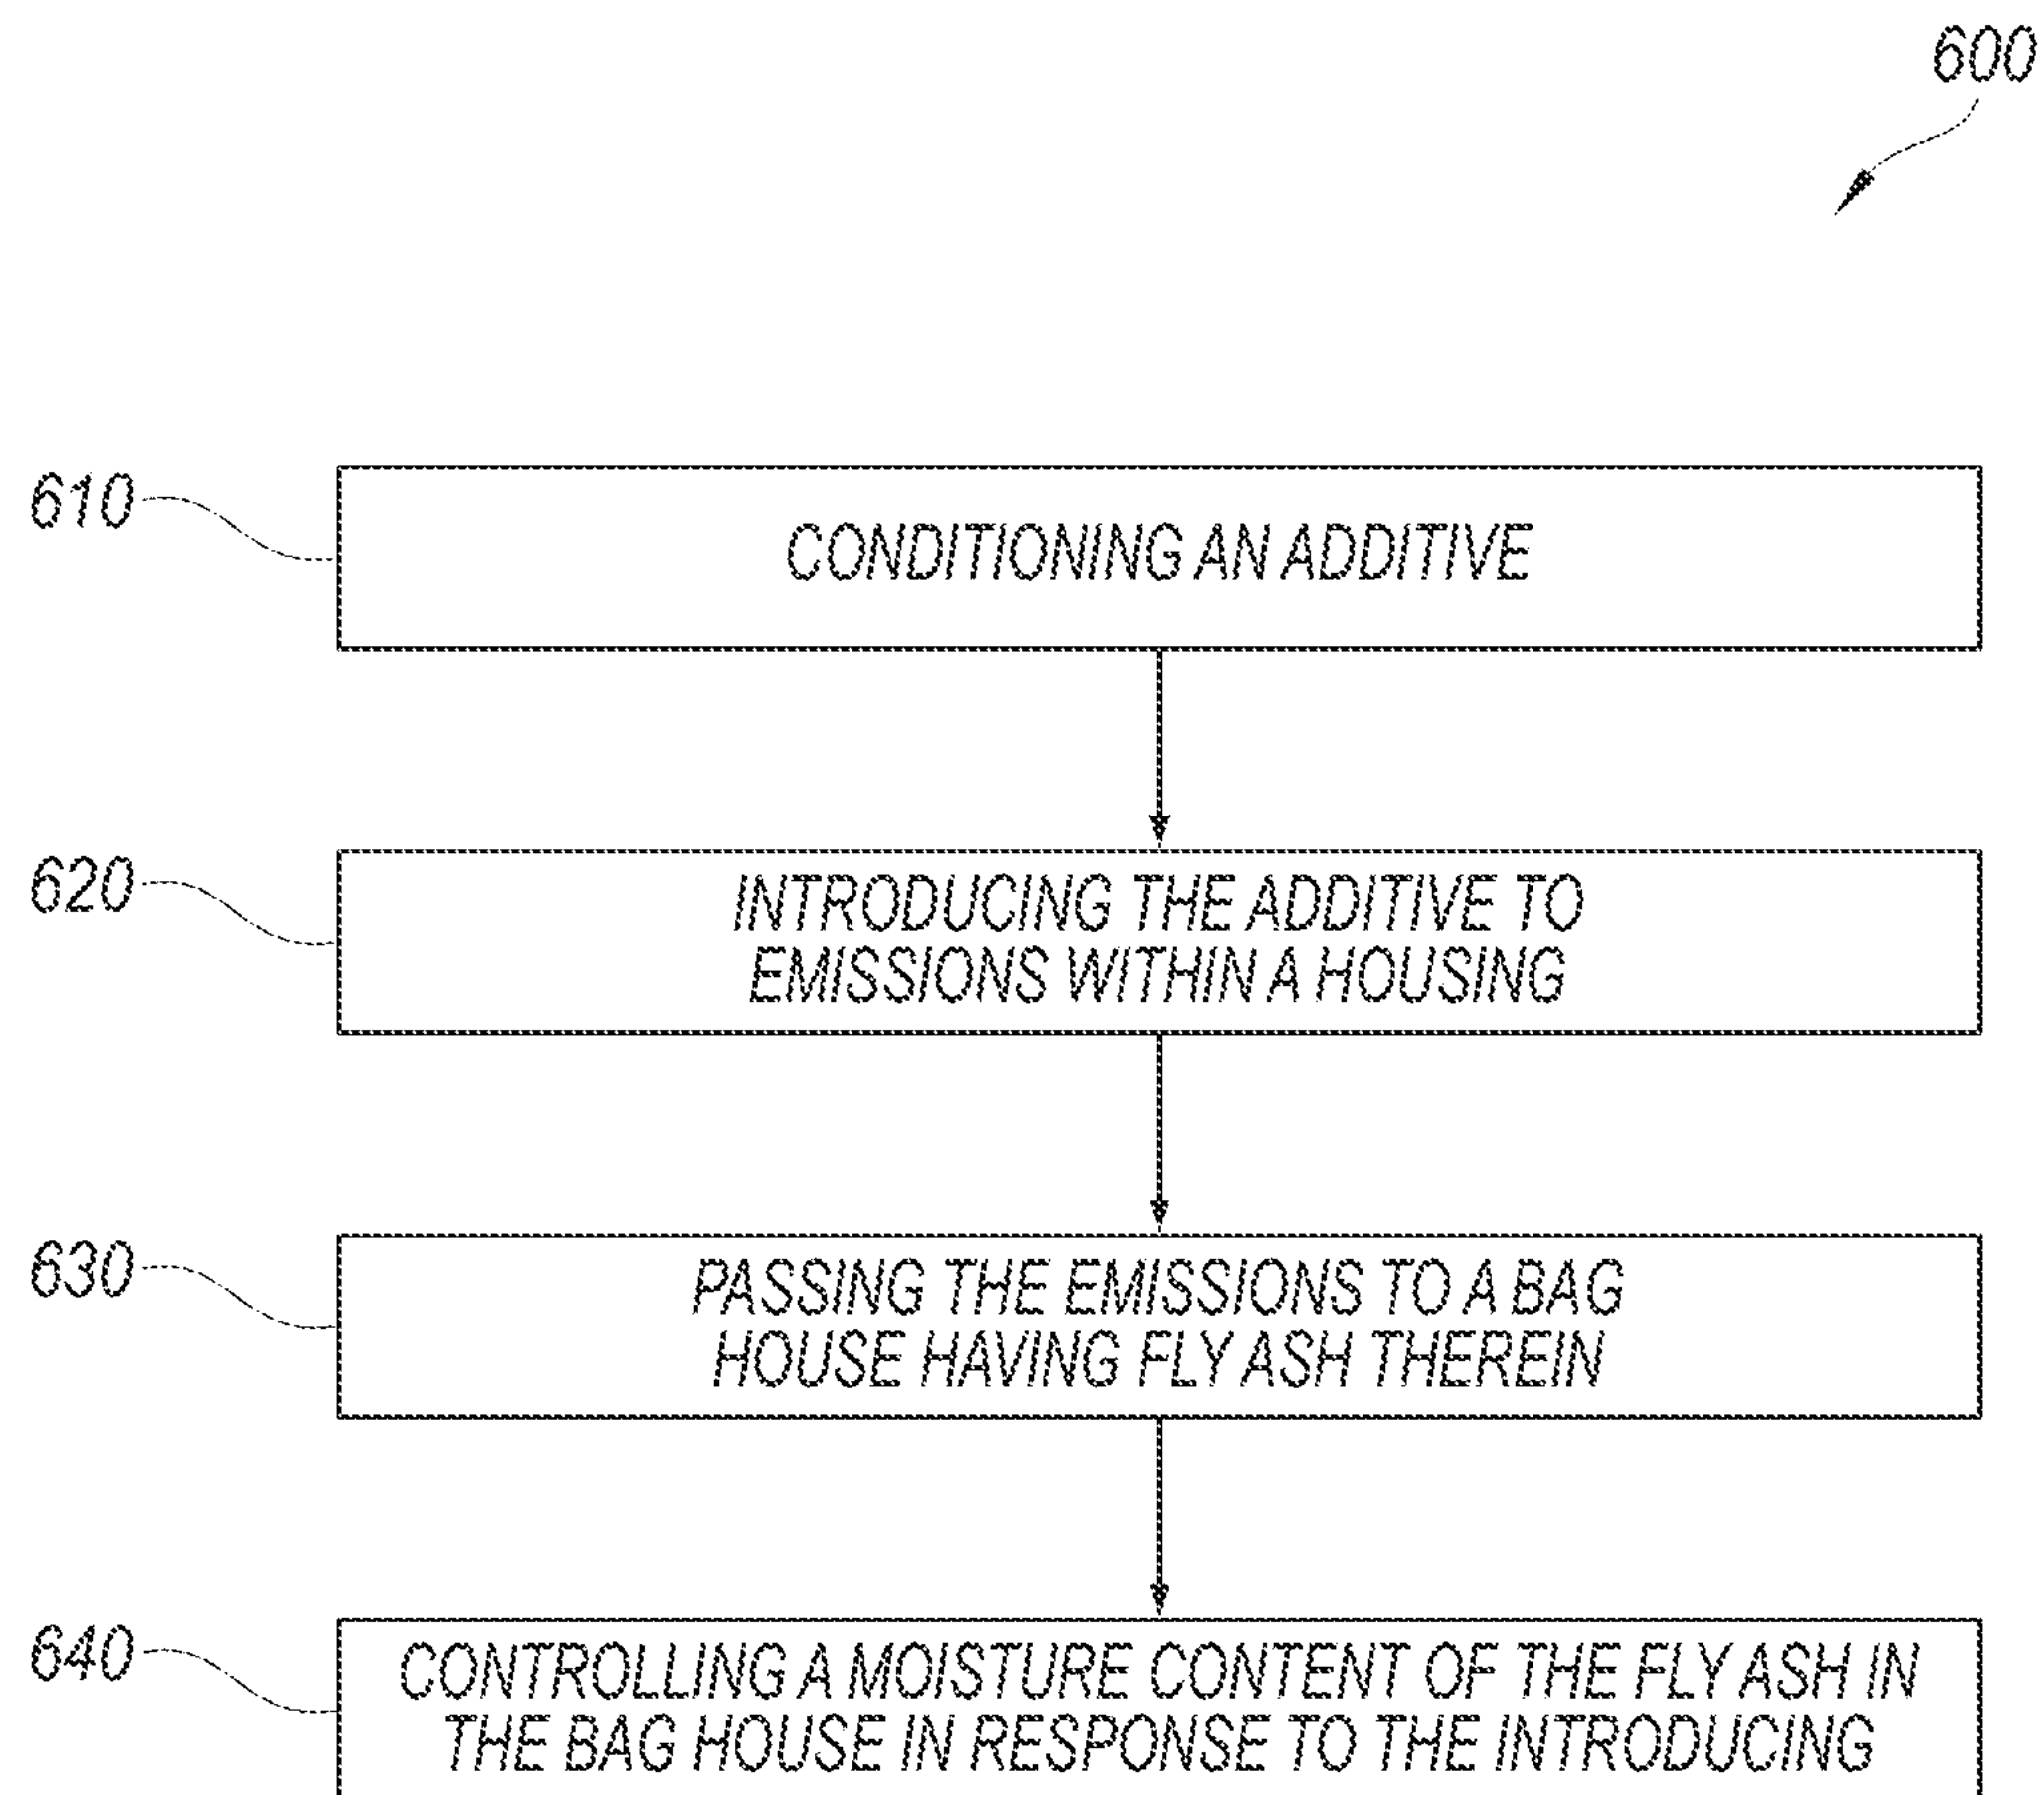 600
610
CONDITIONING AN ADDITIVE
620
INTRODUCING THE ADDITIVE TO
EMISSIONS WITHIN A HOUSING
630
PASSING THE EMISSIONS TO A BAG
HOUSE HAVING FLY ASH THEREIN
640
CONTROLLING A MOISTURE CONTENT OF THE FLY ASH IN
THE BAG HOUSE IN RESPONSE TO THE INTRODUCING